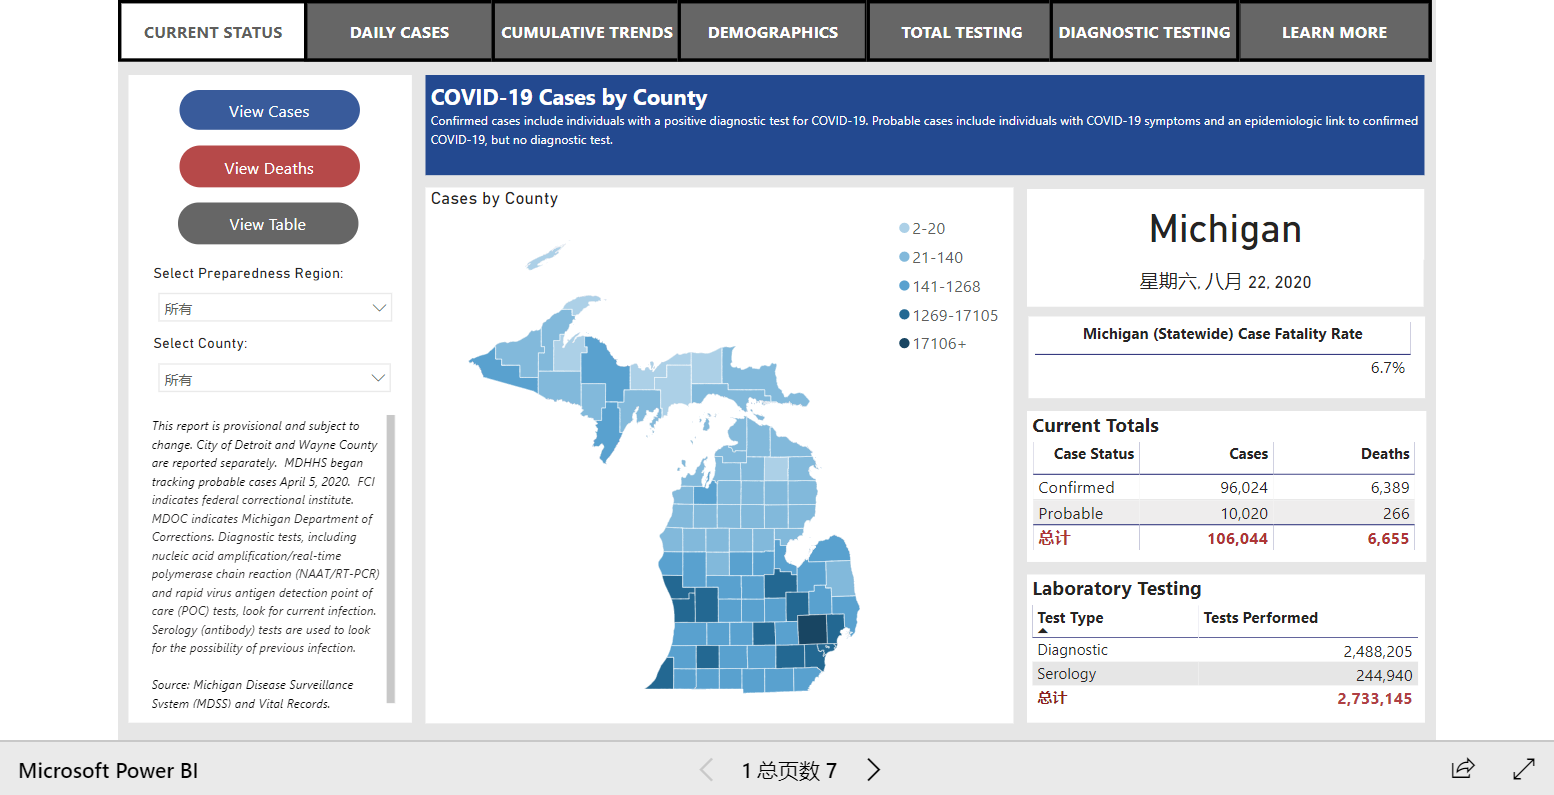 CURRENT STATUS
DAILY CASES
CUMULATIVE TRENDS
DEMOGRAPHICS
TOTAL TESTING
DIAGNOSTIC TESTING
LEARN MORE
View Cases
View Deaths
View Table
Select Preparedness Region:
所有
Select County:
所有
This report is provisional and subject to
change. City of Detroit and Wayne County
are reported separately. MDHHS began
tracking probable cases April 5, 2020. FCI
indicates federal correctional institute.
MDOC indicates Michigan Department of
Corrections. Diagnostic tests, including
nucleic acid amplification/real-time
polymerase chain reaction (NAAT/RT-PCR)
and rapid virus antigen detection point of
care (POC) tests, look for current infection.
Serology (antibody) tests are used to look
for the possibility of previous infection.
Source: Michigan Disease Surveillance
System (MDSS) and Vital Records.
COVID-19 Cases by County
Confirmed cases include individuals with a positive diagnostic test for COVID-19. Probable cases include individuals with COVID-19 symptoms and an epidemiologic link to confirmed
COVID-19, but no diagnostic test.
Cases by County
2-20
21-140
141-1268
1269-17105
17106+
Michigan
星期六, 八月 22, 2020
Michigan (Statewide) Case Fatality Rate
6.7%
Current Totals
Case Status Cases Deaths
Confirmed 96,024 6,389
Probable 10,020 266
总计 106,044 6,655
Laboratory Testing
Test Type Tests Performed
Diagnostic 2,488,205
Serology 244,940
总计 2,733,145
Microsoft Power BI
1 总页数 7